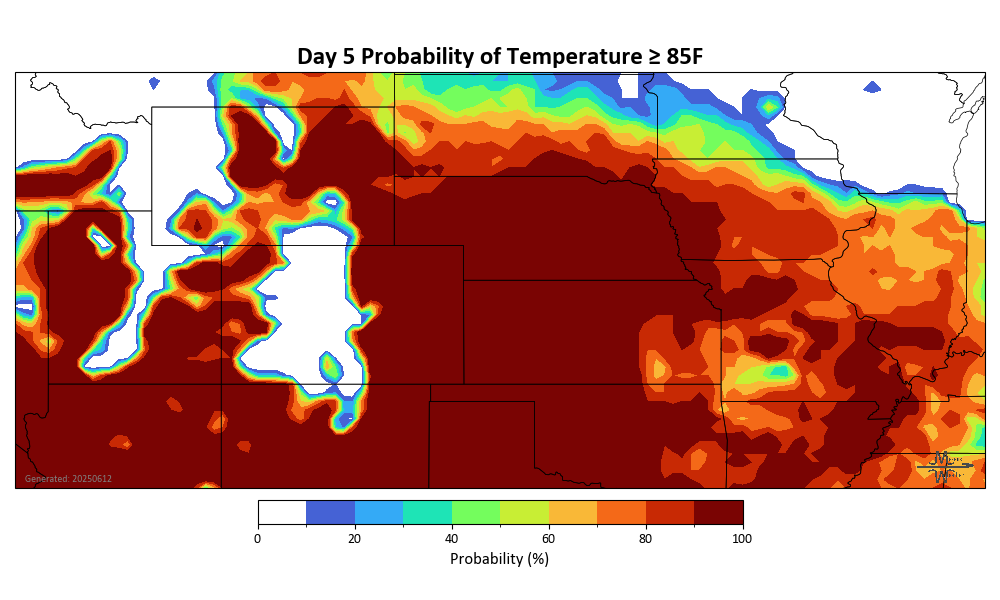 Day 5 Probability of Temperature ≥ 85F
Generated: 20250612
0 20 40 60 80 100
Probability (%)